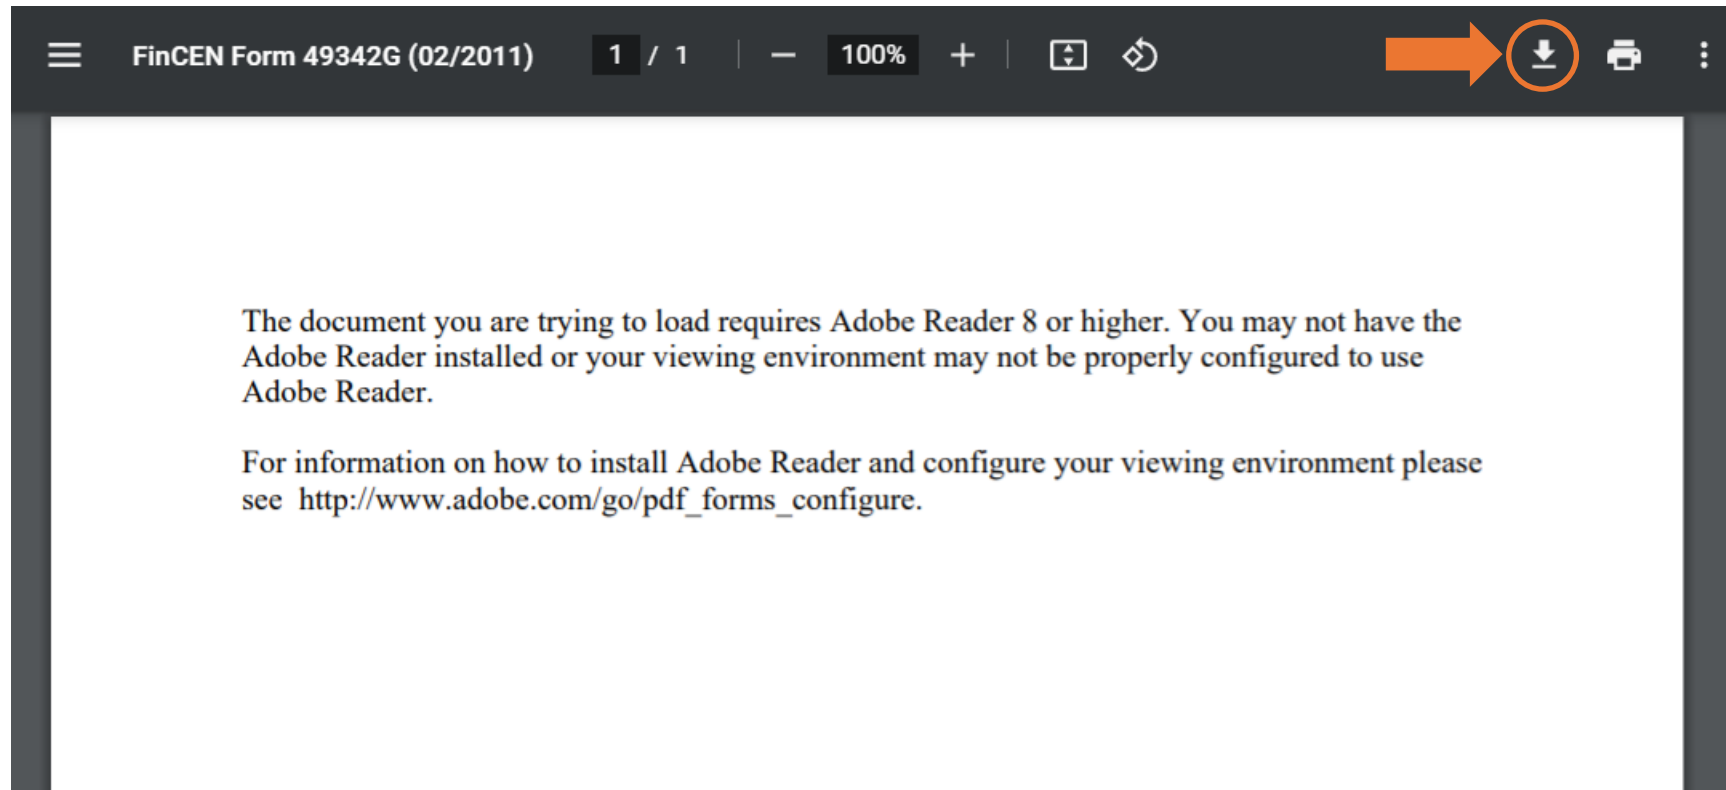 FinCEN Form 49342G (02/2011) 1 / 1 100%
The document you are trying to load requires Adobe Reader 8 or higher. You may not have the
Adobe Reader installed or your viewing environment may not be properly configured to use
Adobe Reader.
For information on how to install Adobe Reader and configure your viewing environment please
see http://www.adobe.com/go/pdf_forms_configure.